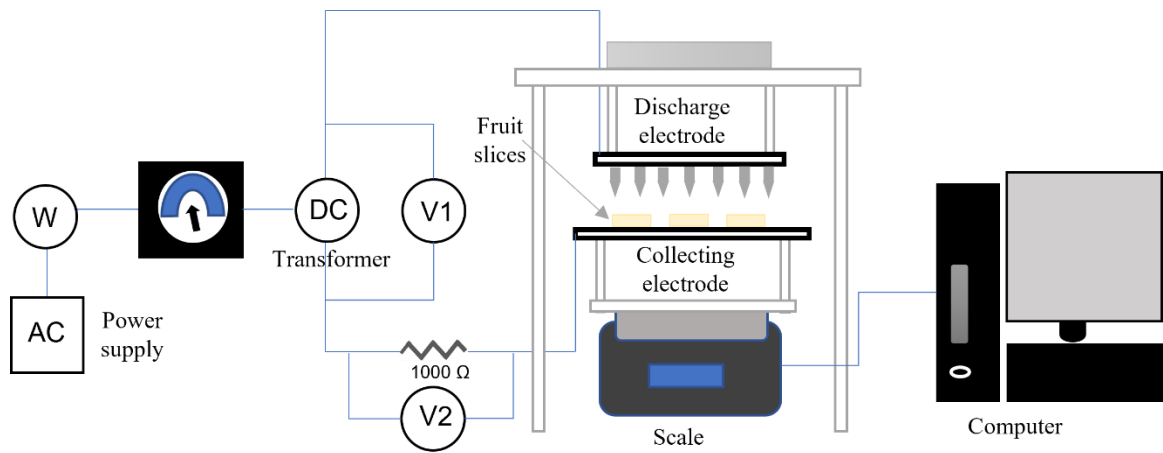 Discharge
electrode
Fruit
slices
W
DC
V1
Transformer
Collecting
electrode
AC
Power
supply
1000 Ω
V2
Scale
Computer